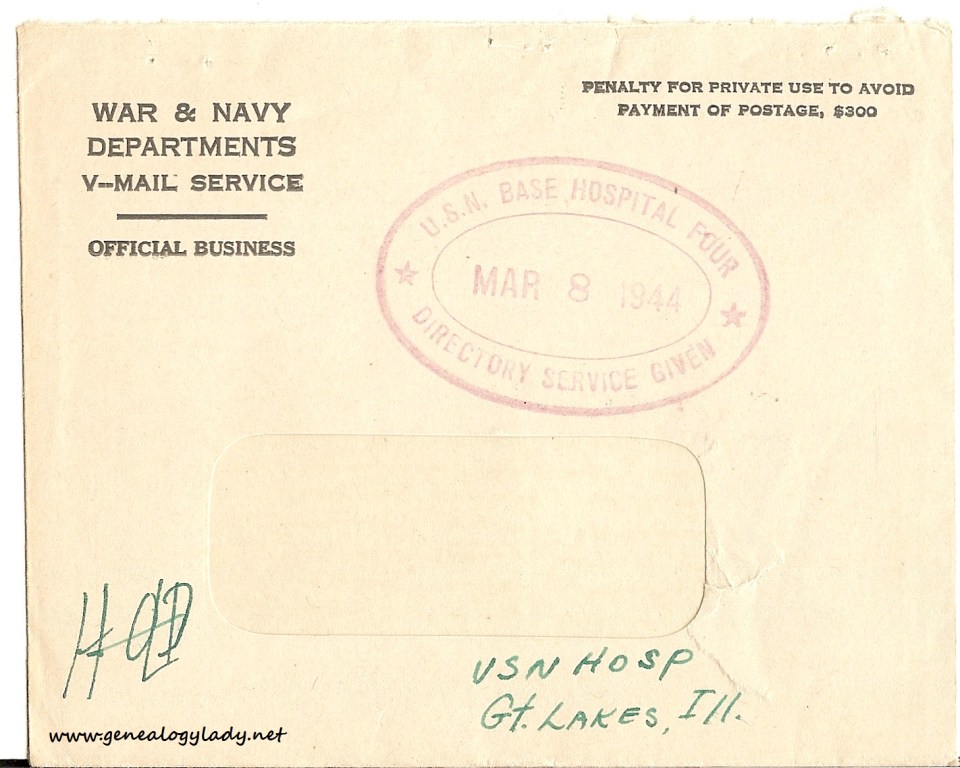 WAR & NAVY
DEPARTMENTS
V--MAIL SERVICE
OFFICIAL BUSINESS
PENALTY FOR PRIVATE USE TO AVOID
PAYMENT OF POSTAGE, $300
U.S.N. BASE HOSPITAL FOUR
MAR 8 1944
DIRECTORY SERVICE GIVEN
USN HOSP
Gt. LAKES, Ill.
www.genealogylady.net